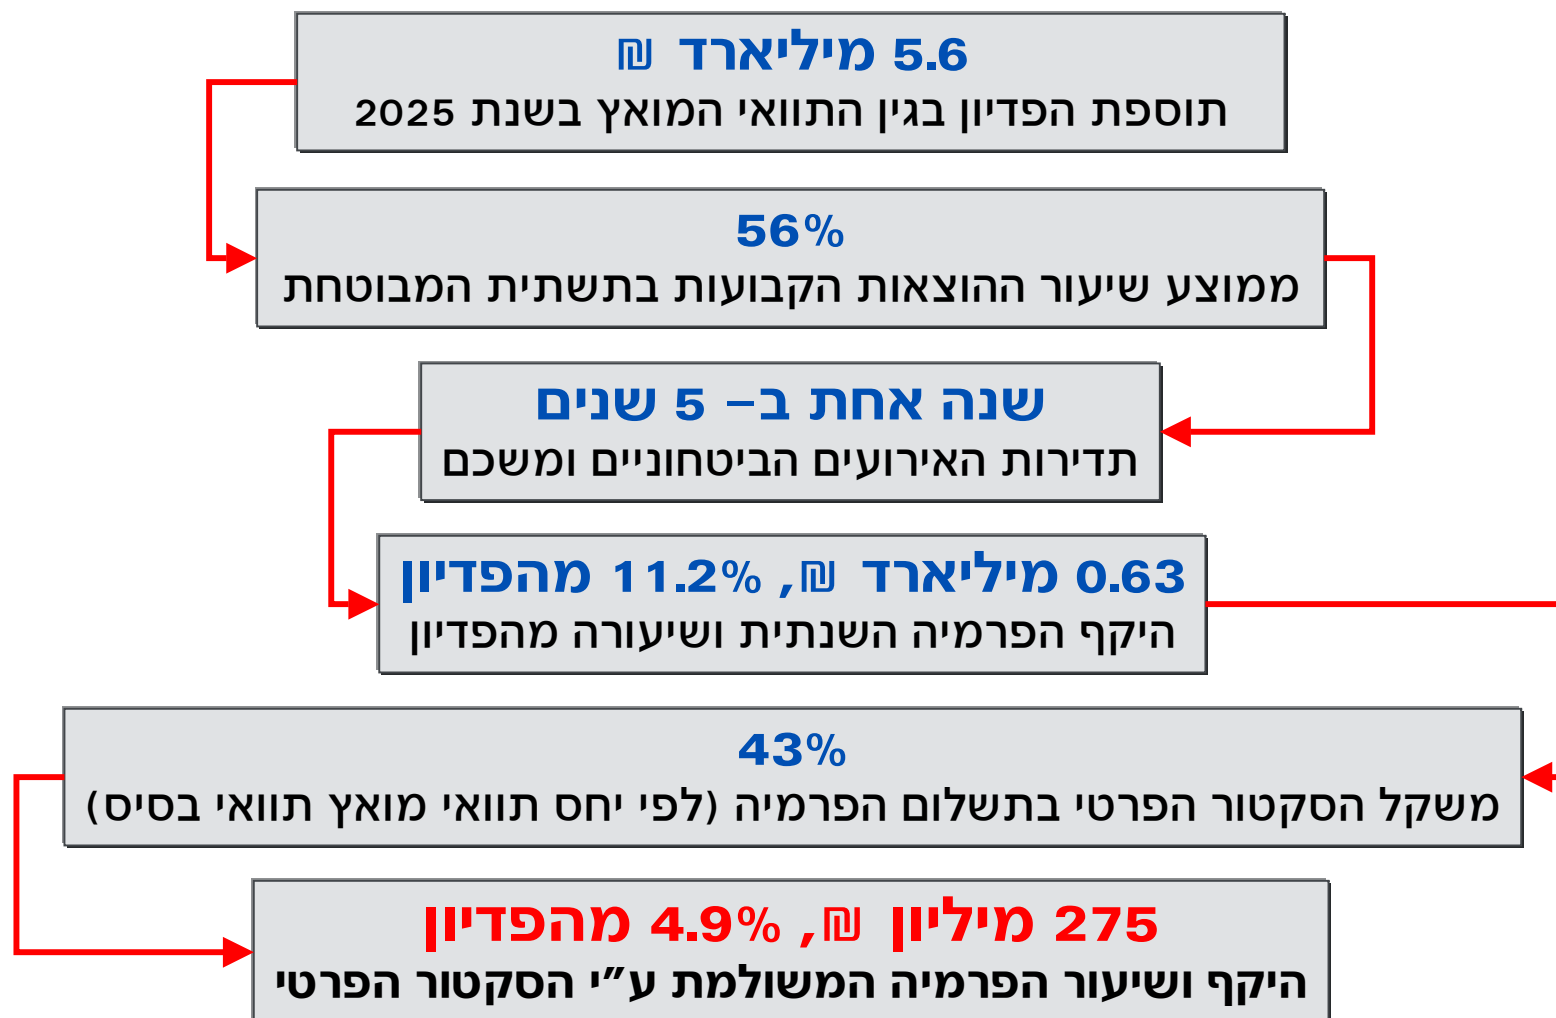 5.6 מיליארד ₪
תוספת הפדיון בגין התוואי המואץ בשנת 2025
56%
ממוצע שיעור ההוצאות הקבועות בתשתית המבוטחת
שנה אחת ב– 5 שנים
תדירות האירועים הביטחוניים ומשכם
0.63 מיליארד ₪, 11.2% מהפדיון
היקף הפרמיה השנתית ושיעורה מהפדיון
43%
משקל הסקטור הפרטי בתשלום הפרמיה (לפי יחס תוואי מואץ תוואי בסיס)
275 מיליון ₪, 4.9% מהפדיון
היקף ושיעור הפרמיה המשולמת ע״י הסקטור הפרטי